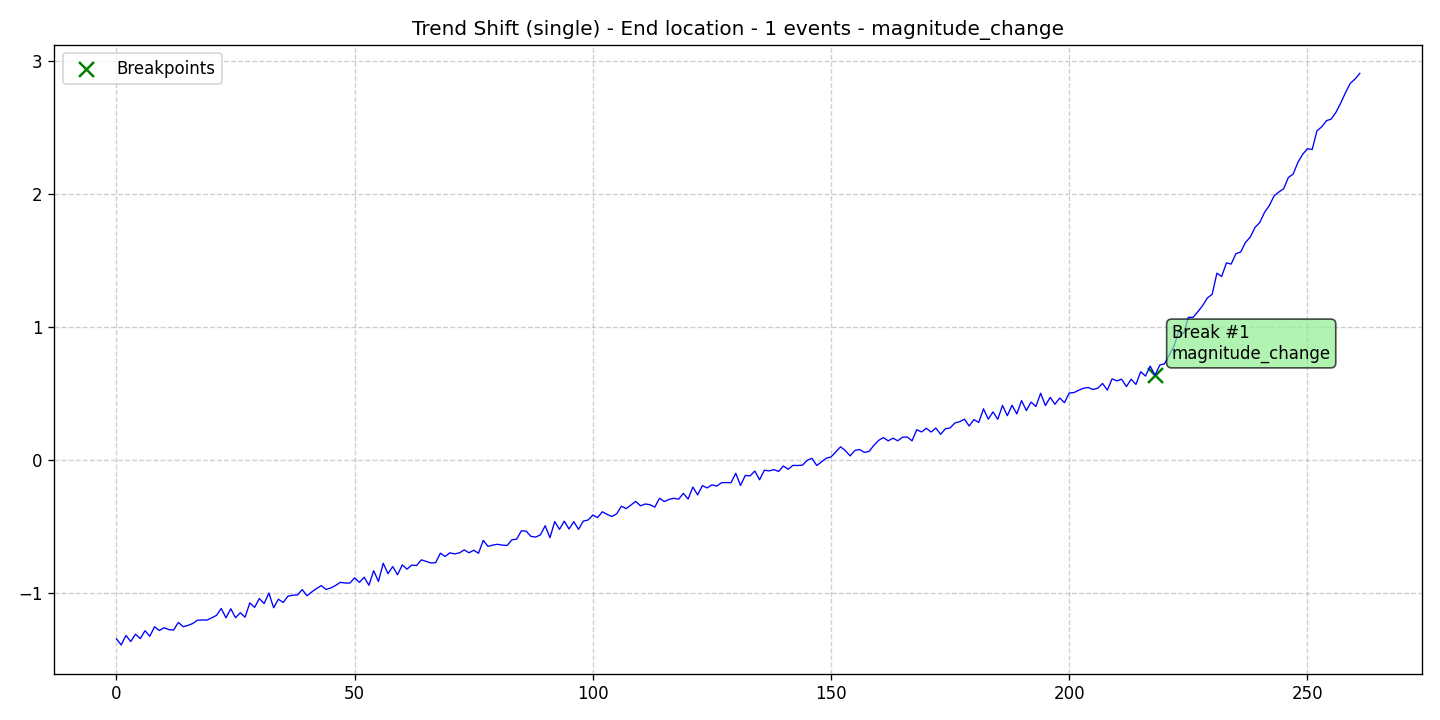 Trend Shift (single) - End location - 1 events - magnitude_change
Breakpoints
Break #1
magnitude_change
3
2
1
0
−1
0
50
100
150
200
250